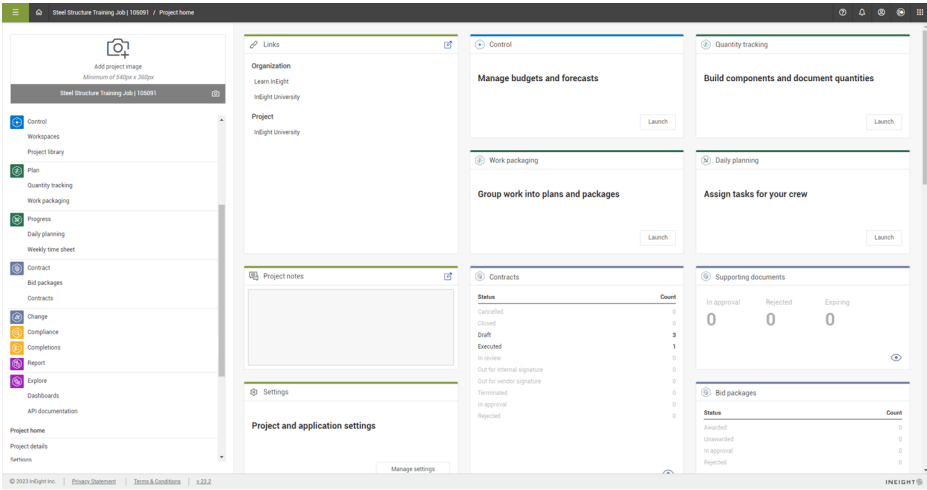 Steel Structure Training Job | 105091 / Project home
Add project image
Minimum of 540px x 360px
Steel Structure Training Job | 105091
Control
Workspaces
Project library
Plan
Quantity tracking
Work packaging
Progress
Daily planning
Weekly time sheet
Contract
Bid packages
Contracts
Change
Compliance
Completions
Report
Explore
Dashboards
API documentation
Project home
Project details
Settings
Links
Organization
Learn InEight
InEight University
Project
InEight University
Control
Manage budgets and forecasts
Launch
Quantity tracking
Build components and document quantities
Launch
Work packaging
Group work into plans and packages
Launch
Daily planning
Assign tasks for your crew
Launch
Project notes
Contracts
Status Count
Cancelled 0
Closed 0
Draft 3
Executed 1
In review 0
Out for internal signature 0
Out for vendor signature 0
Terminated 0
In approval 0
Rejected 0
Supporting documents
In approval Rejected Expiring
0 0 0
Settings
Project and application settings
Manage settings
Bid packages
Status Count
Awarded 0
Unawarded 0
In approval 0
Rejected 0
© 2023 InEight Inc. | Privacy Statement | Terms & Conditions | v 23.2
INEIGHT